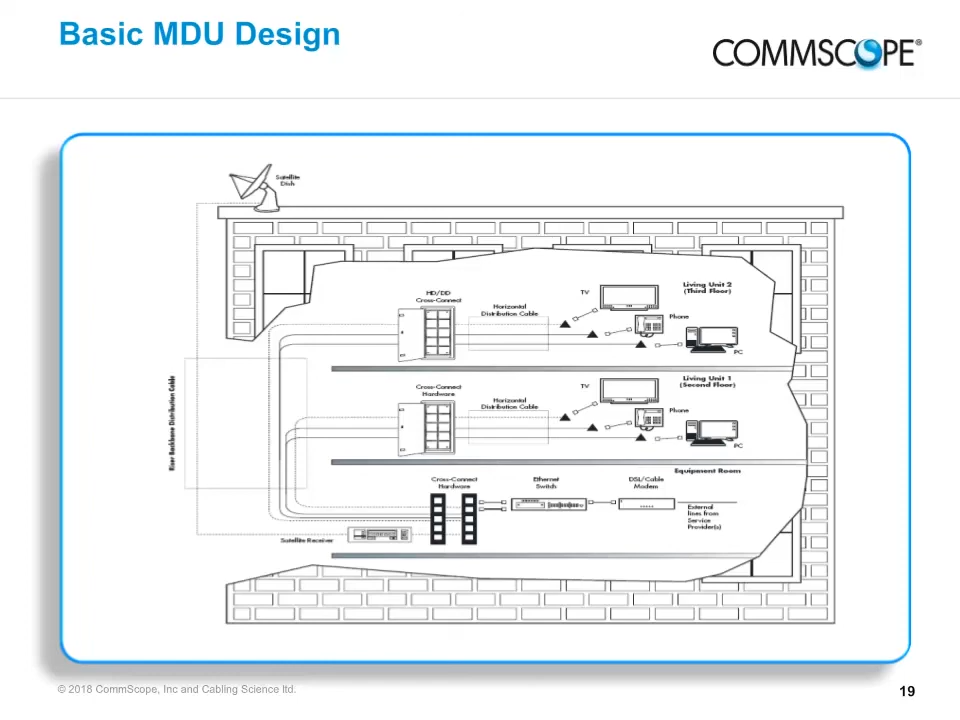 Basic MDU Design
COMMSCOPE®
Satellite
Dish
HD/DD
Cross-Connect
Horizontal
Distribution Cable
TV
Living Unit 2
(Third Floor)
Phone
PC
Riser Backbone Distribution Cable
Cross-Connect
Hardware
Horizontal
Distribution Cable
TV
Living Unit 1
(Second Floor)
Phone
PC
Equipment Room
Cross-Connect
Hardware
Ethernet
Switch
DSL/Cable
Modem
External
lines from
Service
Provider(s)
Satellite Receiver
© 2018 CommScope, Inc and Cabling Science ltd.
19